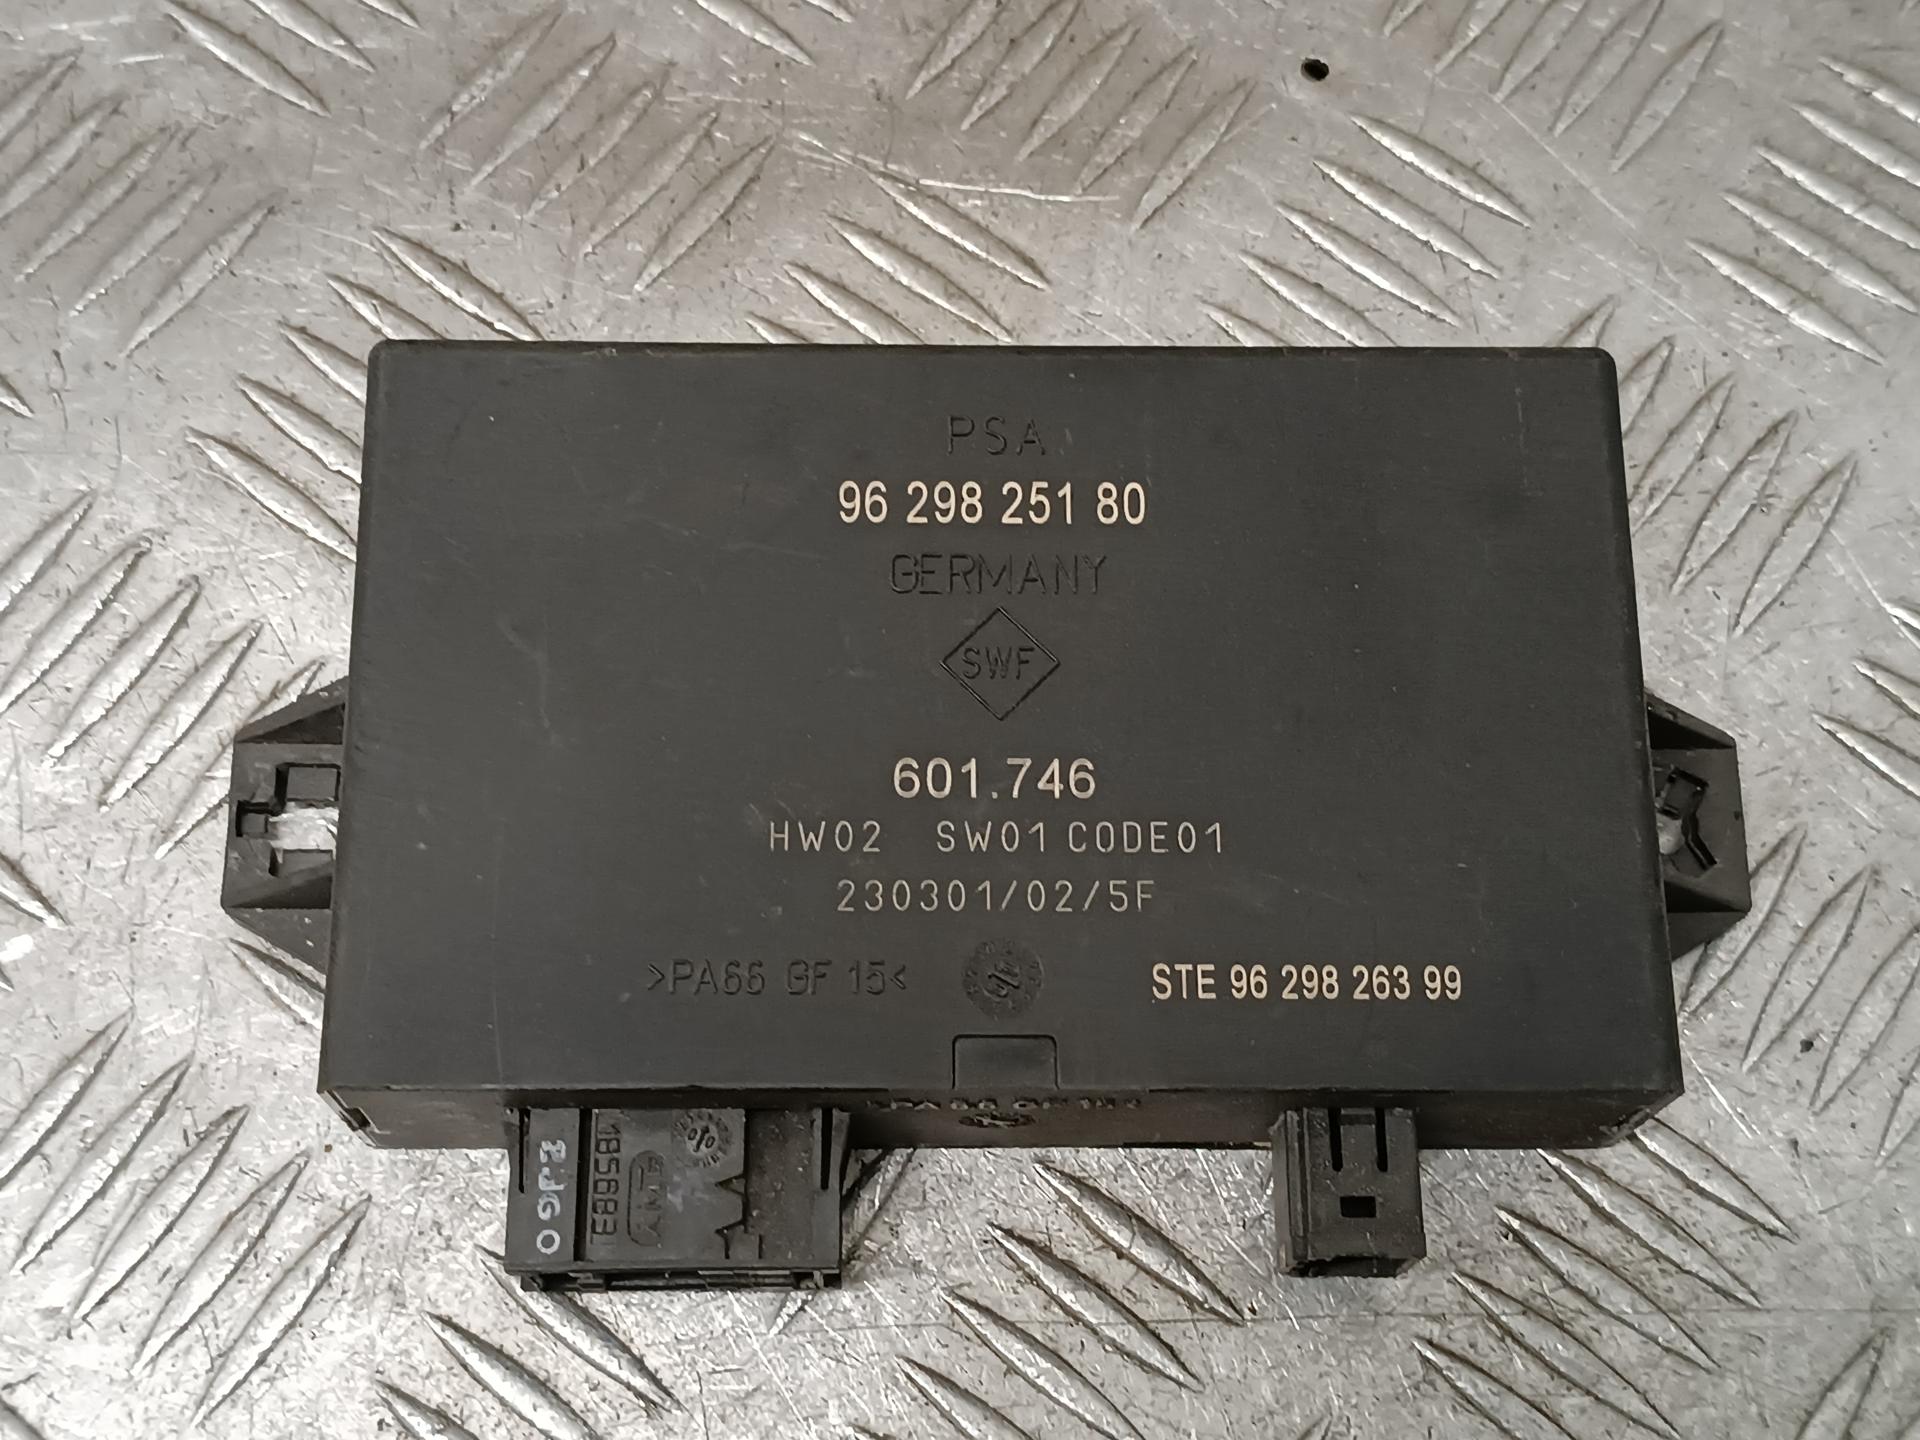 PSA
96 298 251 80
GERMANY
SWF
601.746
HW02 SW01 CODE01
230301/02/5F
>PA66 GF 15<
STE 96 298 263 99
AMP